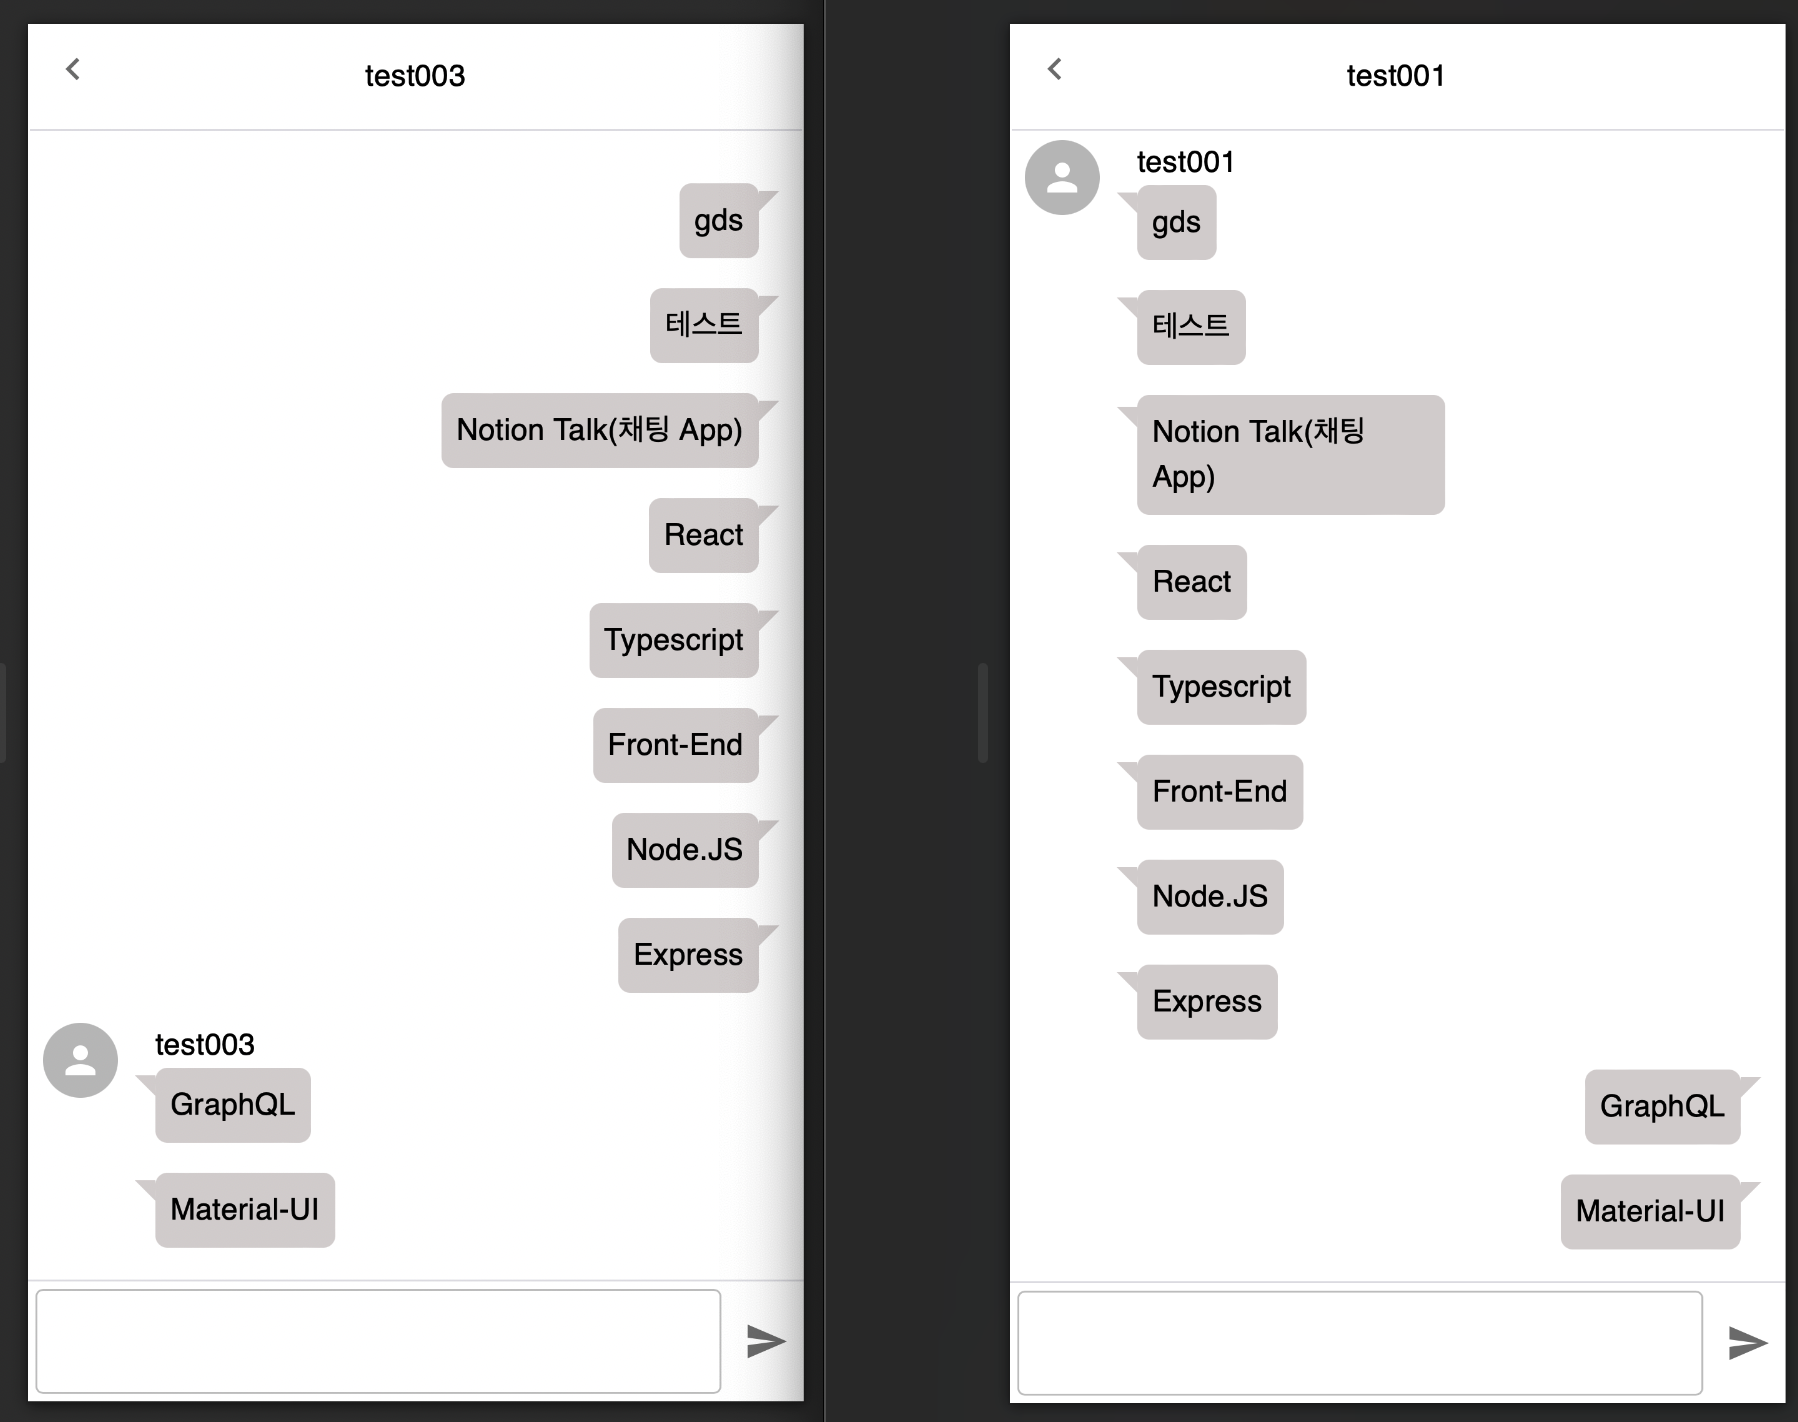 test003
gds
테스트
Notion Talk(채팅 App)
React
Typescript
Front-End
Node.JS
Express
test003
GraphQL
Material-UI
test001
test001
gds
테스트
Notion Talk(채팅
App)
React
Typescript
Front-End
Node.JS
Express
GraphQL
Material-UI